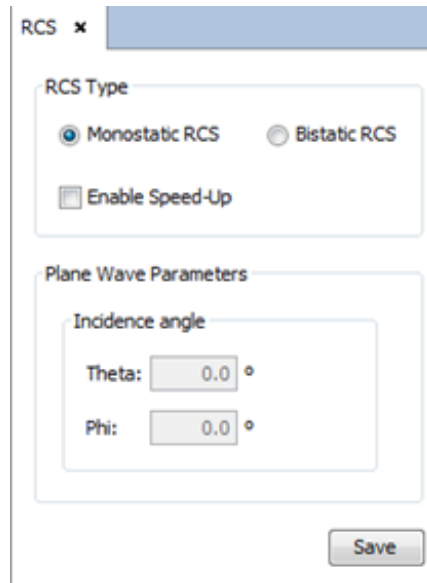 RCS ×
RCS Type
Monostatic RCS Bistatic RCS
Enable Speed-Up
Plane Wave Parameters
Incidence angle
Theta: 0.0 º
Phi: 0.0 º
Save